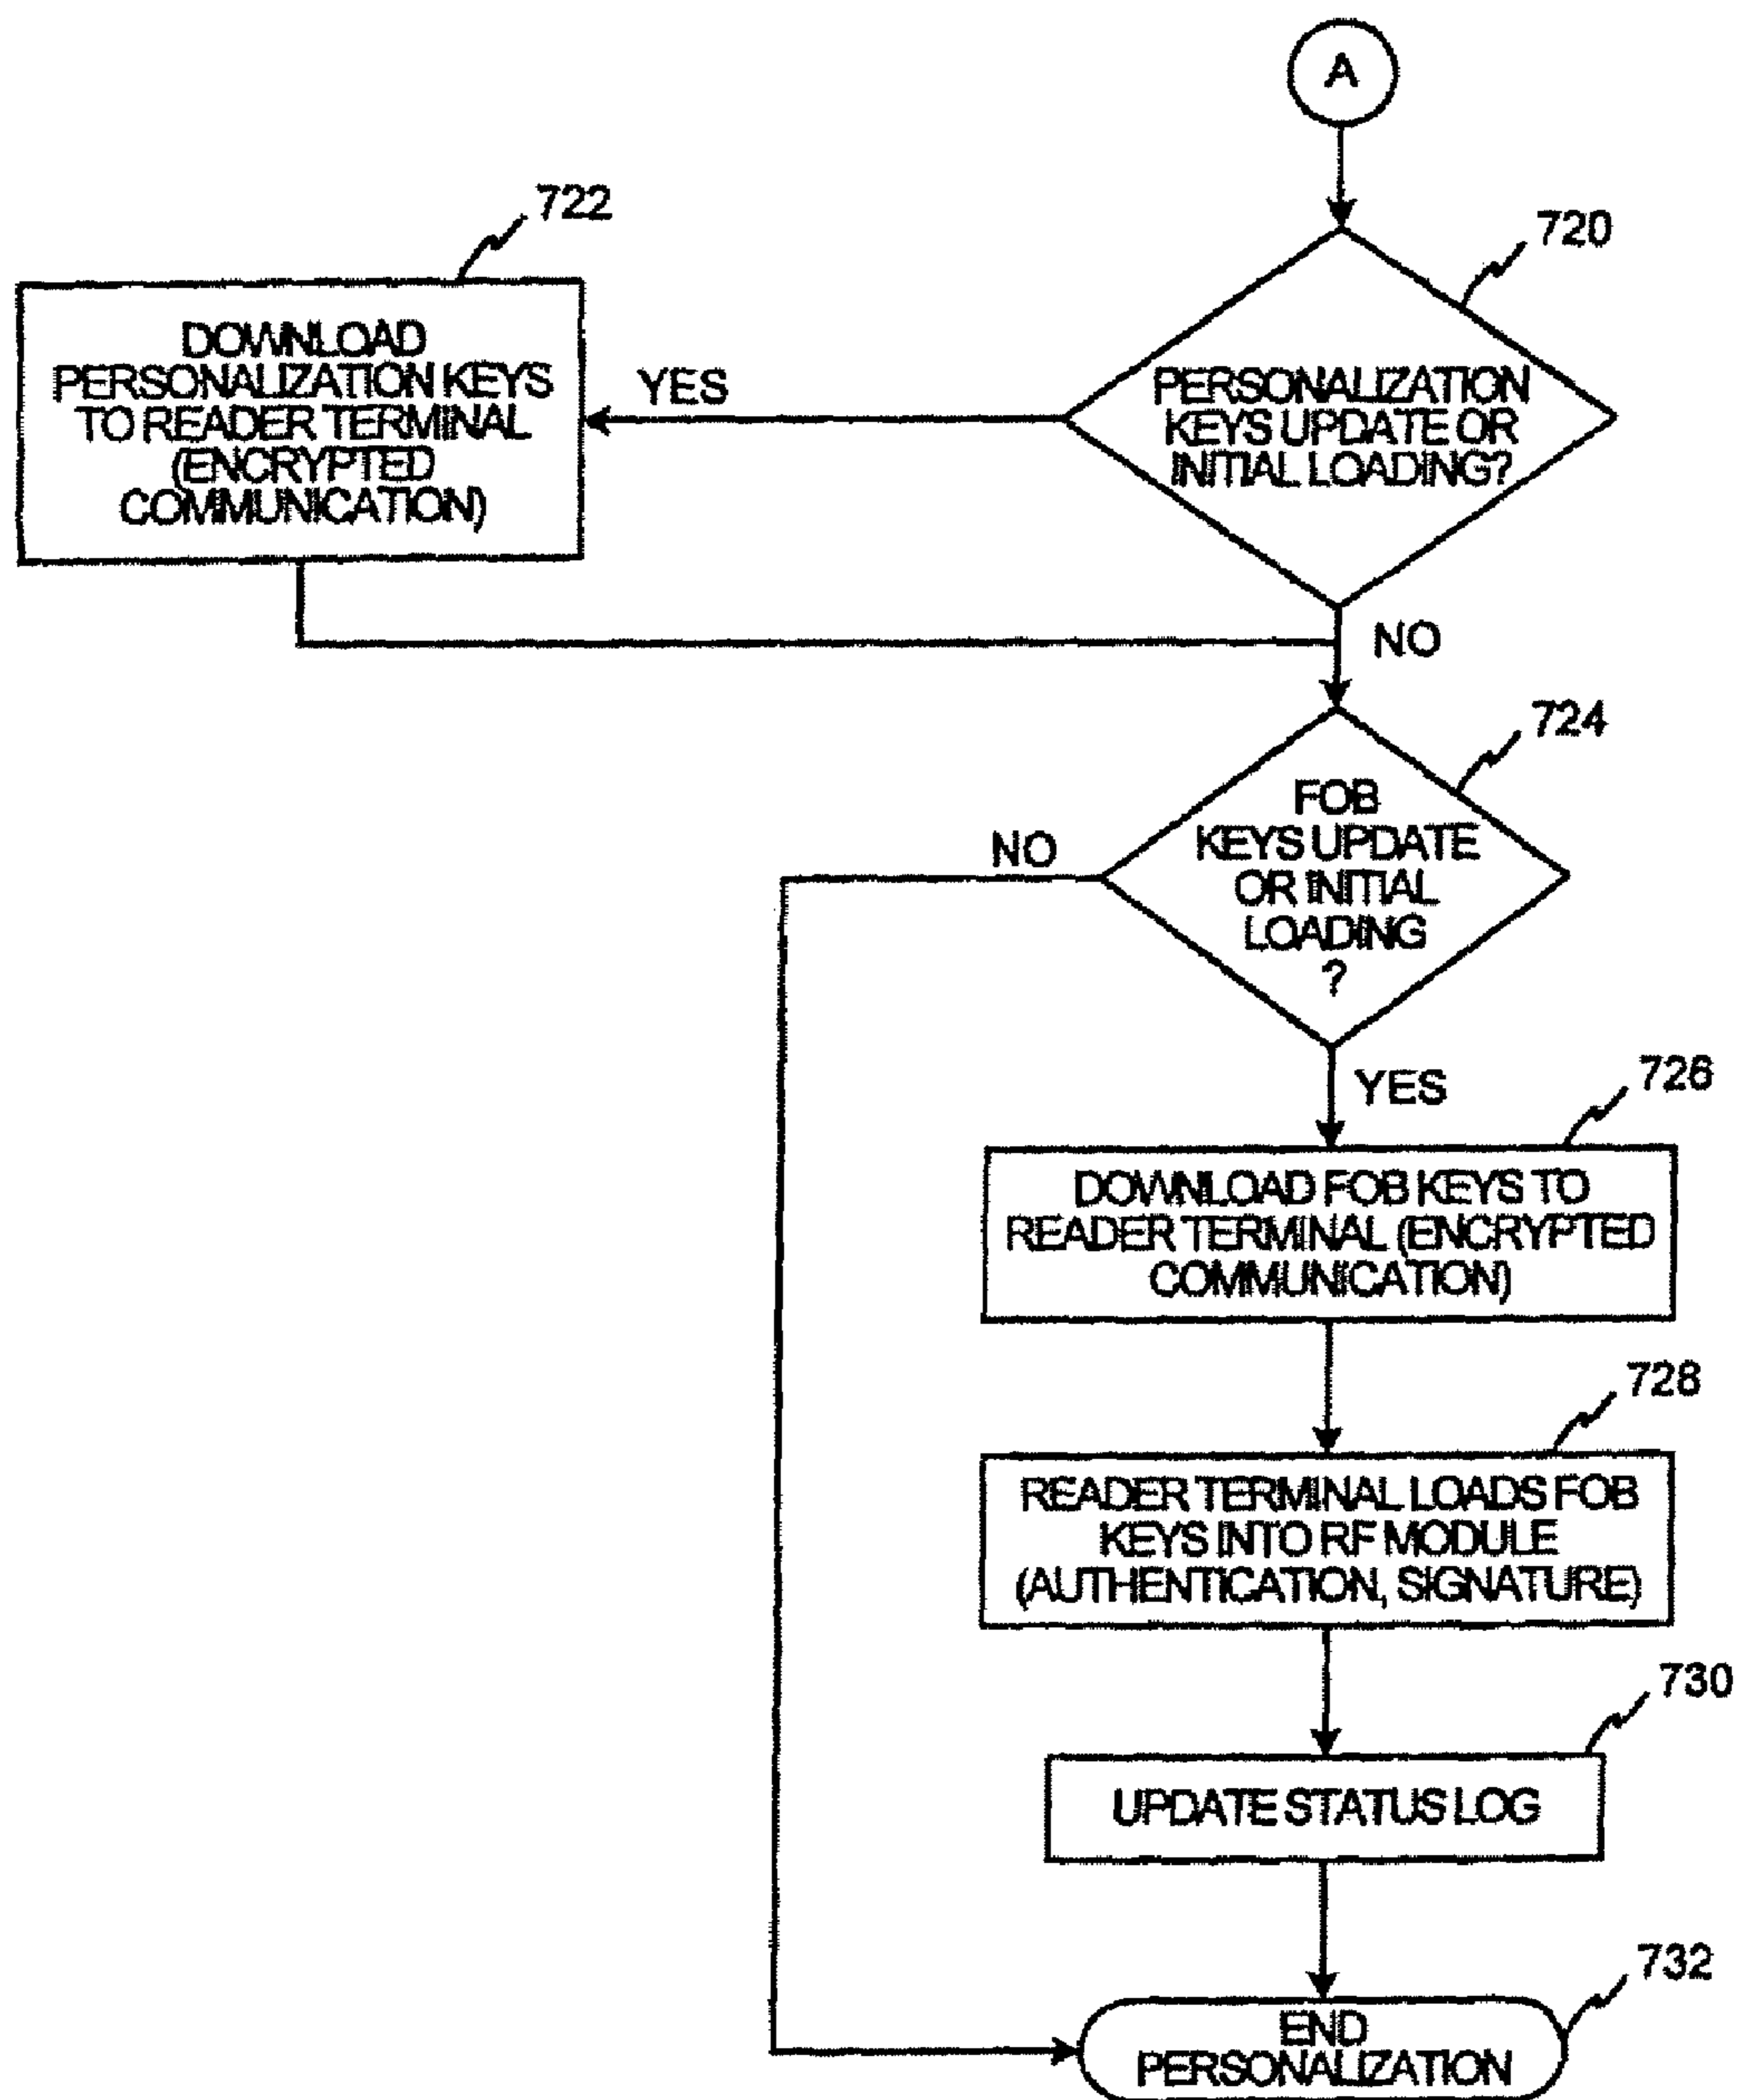 A
720
PERSONALIZATION
KEYS UPDATE OR
INITIAL LOADING?
YES
722
DOWNLOAD
PERSONALIZATION KEYS
TO READER TERMINAL
(ENCRYPTED
COMMUNICATION)
NO
724
FOB
KEYS UPDATE
OR INITIAL
LOADING
?
NO
YES
726
DOWNLOAD FOB KEYS TO
READER TERMINAL (ENCRYPTED
COMMUNICATION)
728
READER TERMINAL LOADS FOB
KEYS INTO RF MODULE
(AUTHENTICATION, SIGNATURE)
730
UPDATE STATUS LOG
732
END
PERSONALIZATION